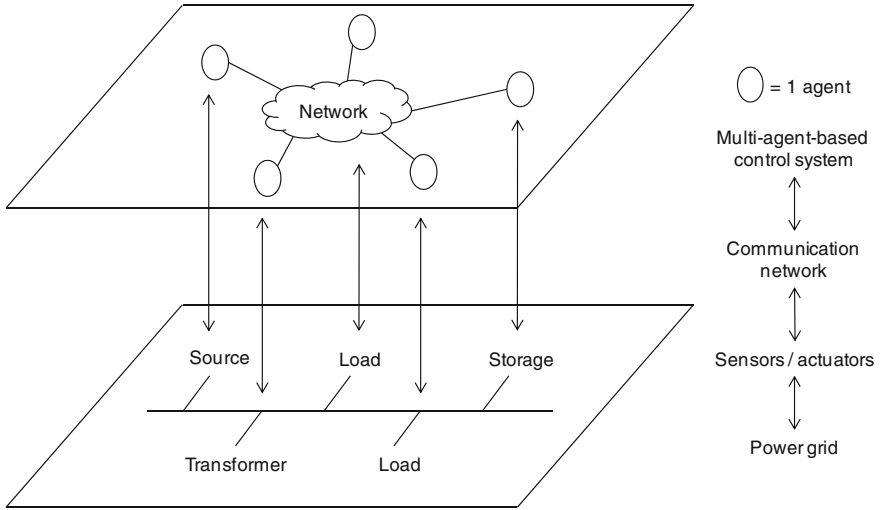 Network
Source
Load
Storage
Transformer
Load
= 1 agent
Multi-agent-based
control system
Communication
network
Sensors / actuators
Power grid